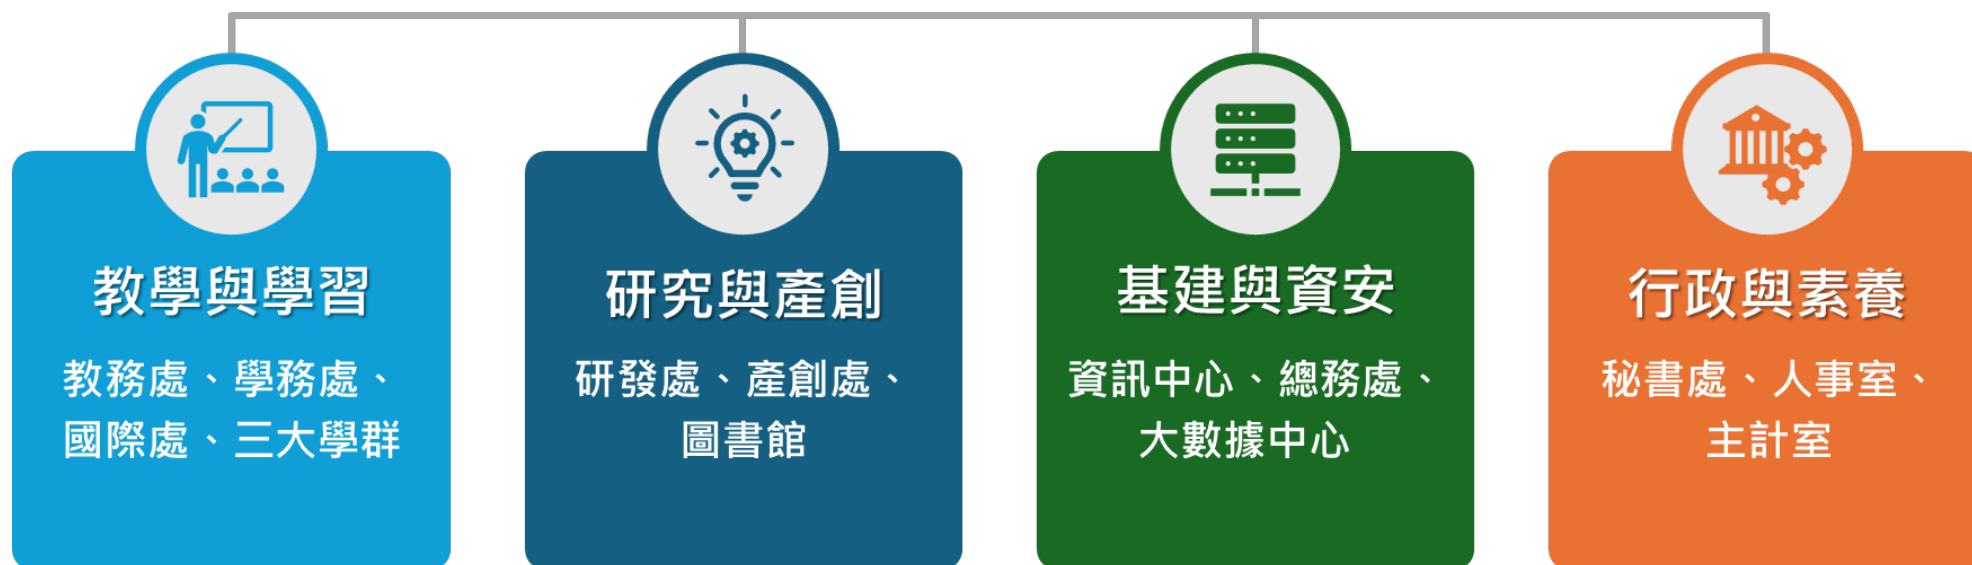 教學與學習
教務處、學務處、
國際處、三大學群
研究與產創
研發處、產創處、
圖書館
基建與資安
資訊中心、總務處、
大數據中心
行政與素養
秘書處、人事室、
主計室